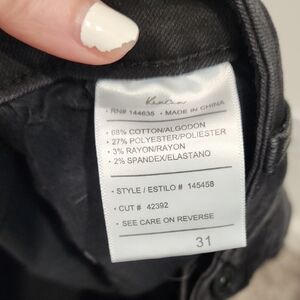 KanCan
• RN# 144635 • MADE IN CHINA
• 68% COTTON/ALGODON
• 27% POLYESTER/POLIESTER
• 3% RAYON/RAYON
• 2% SPANDEX/ELASTANO
• STYLE / ESTILO # 145458
• CUT # 42392
• SEE CARE ON REVERSE
31